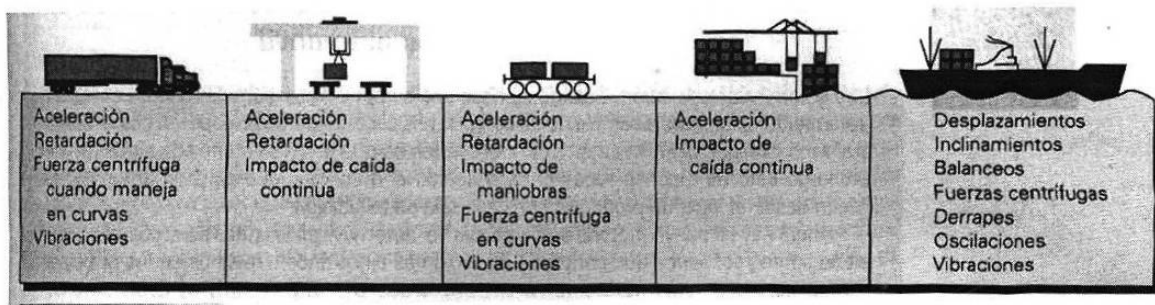 Aceleración
Retardación
Fuerza centrífuga
cuando maneja
en curvas
Vibraciones
Aceleración
Retardación
Impacto de caída
continua
Aceleración
Retardación
Impacto de
maniobras
Fuerza centrífuga
en curvas
Vibraciones
Aceleración
Impacto de
caída continua
Desplazamientos
Inclinamientos
Balanceos
Fuerzas centrífugas
Derrapes
Oscilaciones
Vibraciones